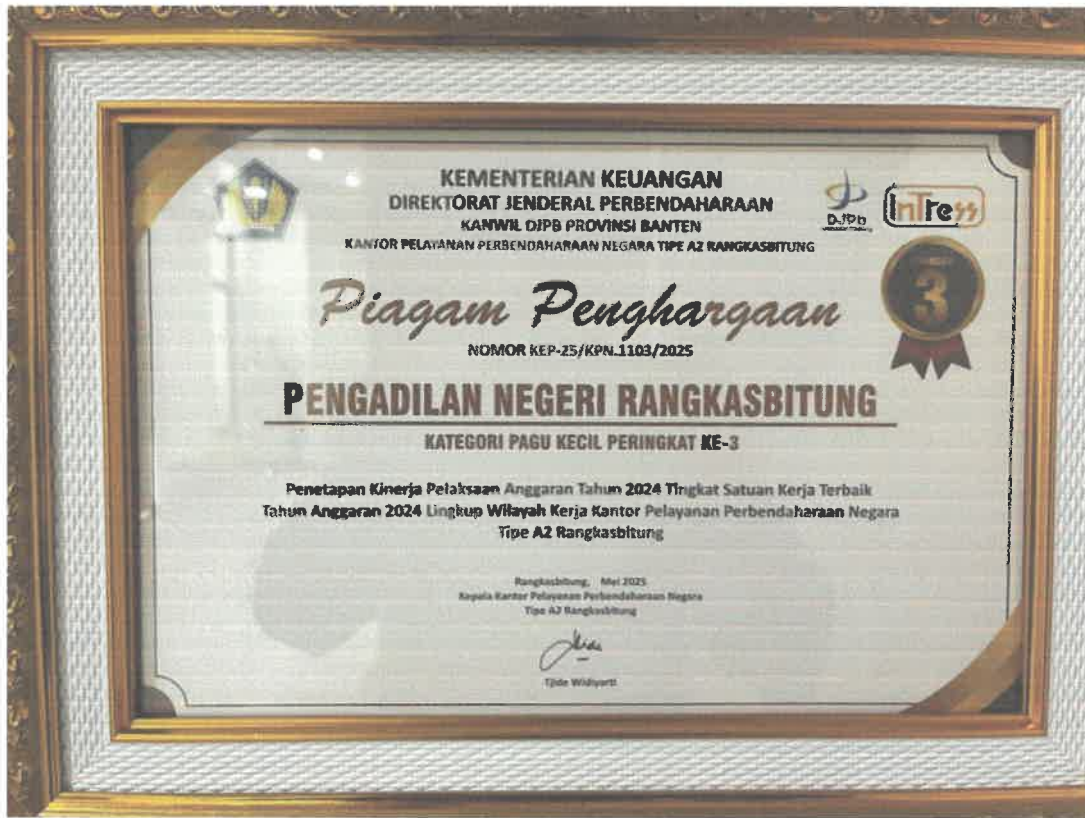 KEMENTERIAN KEUANGAN
DIREKTORAT JENDERAL PERBENDAHARAAN
KANWIL DJPB PROVINSI BANTEN
KANTOR PELAYANAN PERBENDAHARAAN NEGARA TIPE A2 RANGKASBITUNG
DJPb
InTress
3
Piagam Penghargaan
NOMOR KEP-25/KPN.1103/2025
PENGADILAN NEGERI RANGKASBITUNG
KATEGORI PAGU KECIL PERINGKAT KE-3
Penetapan Kinerja Pelaksaan Anggaran Tahun 2024 Tingkat Satuan Kerja Terbaik
Tahun Anggaran 2024 Lingkup Wilayah Kerja Kantor Pelayanan Perbendaharaan Negara
Tipe A2 Rangkasbitung
Rangkasbitung, Mei 2025
Kepala Kantor Pelayanan Perbendaharaan Negara
Tipe A2 Rangkasbitung
Tjide Widiyarti